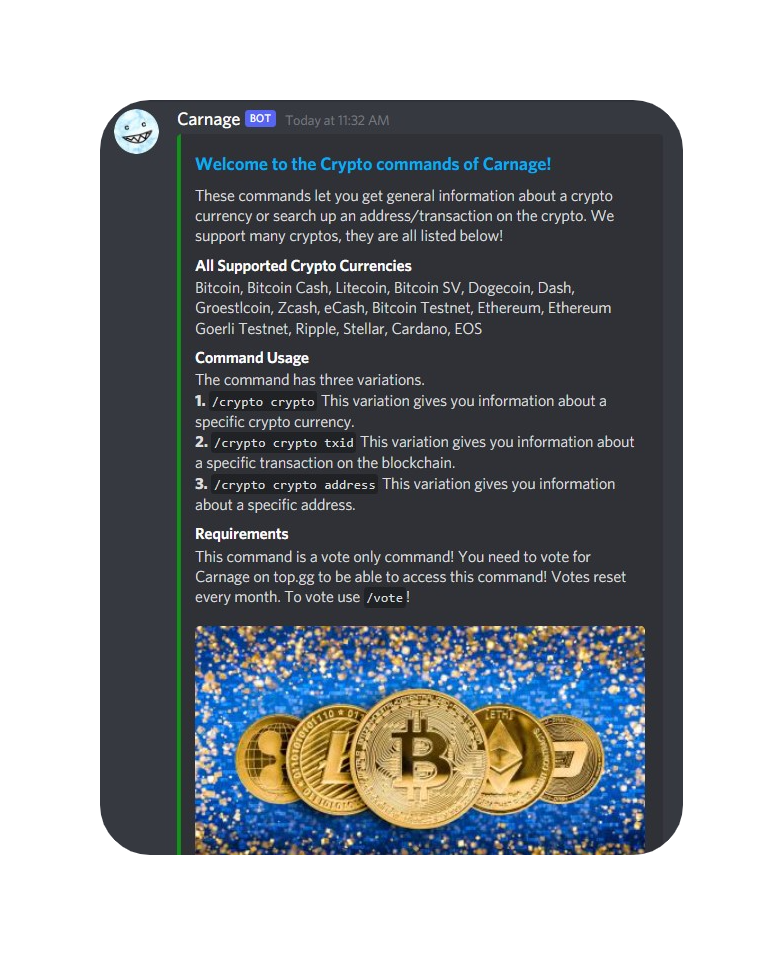 Carnage BOT Today at 11:32 AM
Welcome to the Crypto commands of Carnage!
These commands let you get general information about a crypto
currency or search up an address/transaction on the crypto. We
support many cryptos, they are all listed below!
All Supported Crypto Currencies
Bitcoin, Bitcoin Cash, Litecoin, Bitcoin SV, Dogecoin, Dash,
Groestlcoin, Zcash, eCash, Bitcoin Testnet, Ethereum, Ethereum
Goerli Testnet, Ripple, Stellar, Cardano, EOS
Command Usage
The command has three variations.
1. /crypto crypto This variation gives you information about a
specific crypto currency.
2. /crypto crypto txid This variation gives you information about
a specific transaction on the blockchain.
3. /crypto crypto address This variation gives you information
about a specific address.
Requirements
This command is a vote only command! You need to vote for
Carnage on top.gg to be able to access this command! Votes reset
every month. To vote use /vote!